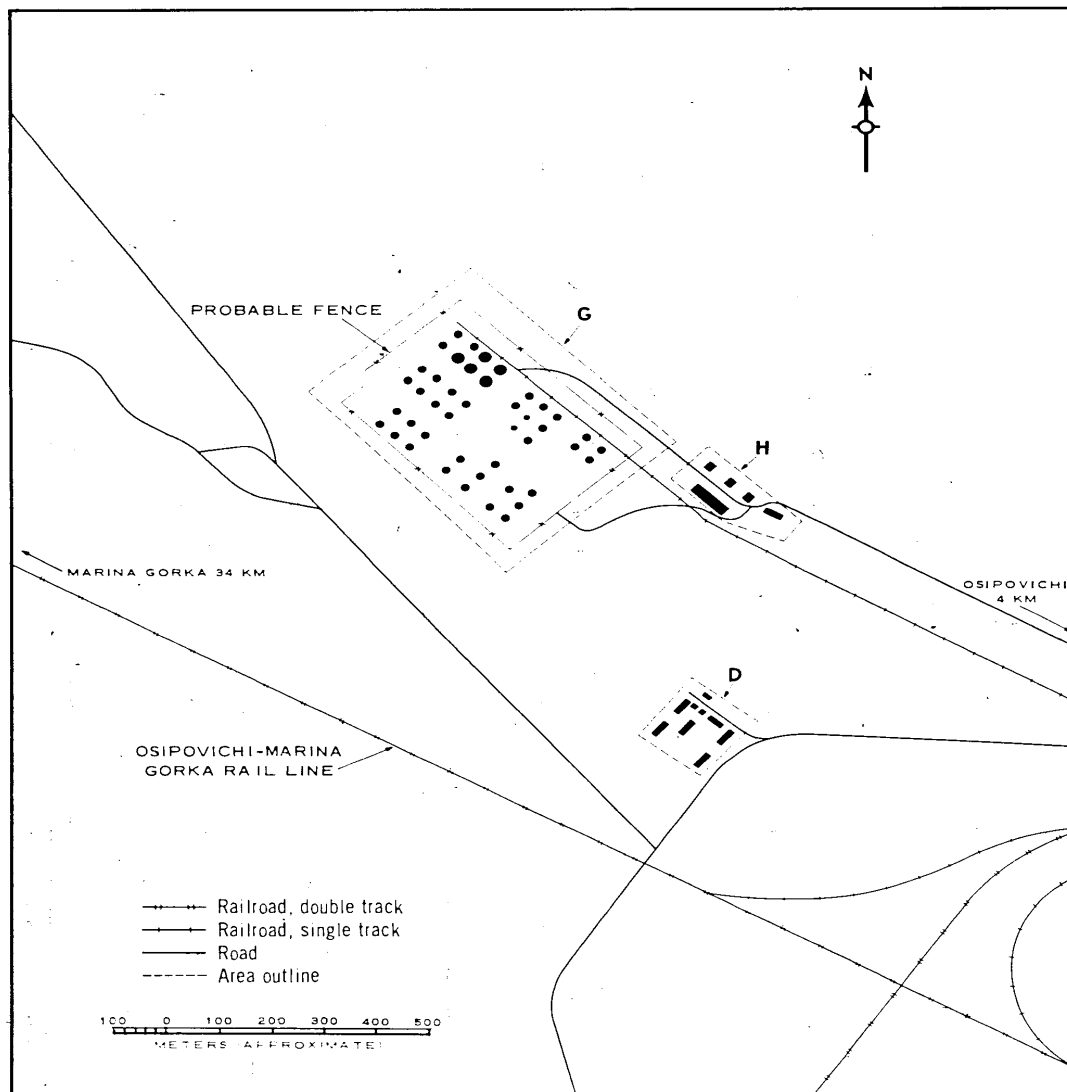 N
PROBABLE FENCE
G
H
MARINA GORKA 34 KM
OSIPOVICHI
4 KM
D
OSIPOVICHI-MARINA
GORKA RAIL LINE
Railroad, double track
Railroad, single track
Road
Area outline
100 0 100 200 300 400 500
METERS (APPROXIMATE)